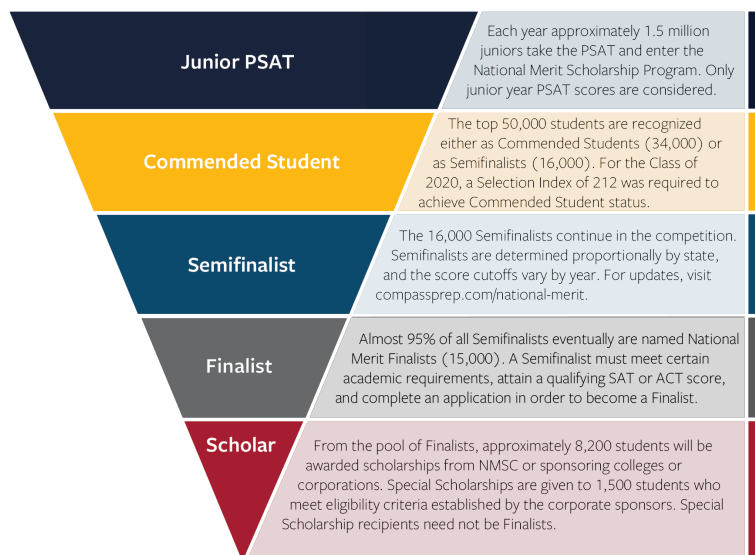 Junior PSAT
Each year approximately 1.5 million
juniors take the PSAT and enter the
National Merit Scholarship Program. Only
junior year PSAT scores are considered.
Commended Student
The top 50,000 students are recognized
either as Commended Students (34,000) or
as Semifinalists (16,000). For the Class of
2020, a Selection Index of 212 was required to
achieve Commended Student status.
Semifinalist
The 16,000 Semifinalists continue in the competition.
Semifinalists are determined proportionally by state,
and the score cutoffs vary by year. For updates, visit
compassprep.com/national-merit.
Finalist
Almost 95% of all Semifinalists eventually are named National
Merit Finalists (15,000). A Semifinalist must meet certain
academic requirements, attain a qualifying SAT or ACT score,
and complete an application in order to become a Finalist.
Scholar
From the pool of Finalists, approximately 8,200 students will be
awarded scholarships from NMSC or sponsoring colleges or
corporations. Special Scholarships are given to 1,500 students who
meet eligibility criteria established by the corporate sponsors. Special
Scholarship recipients need not be Finalists.